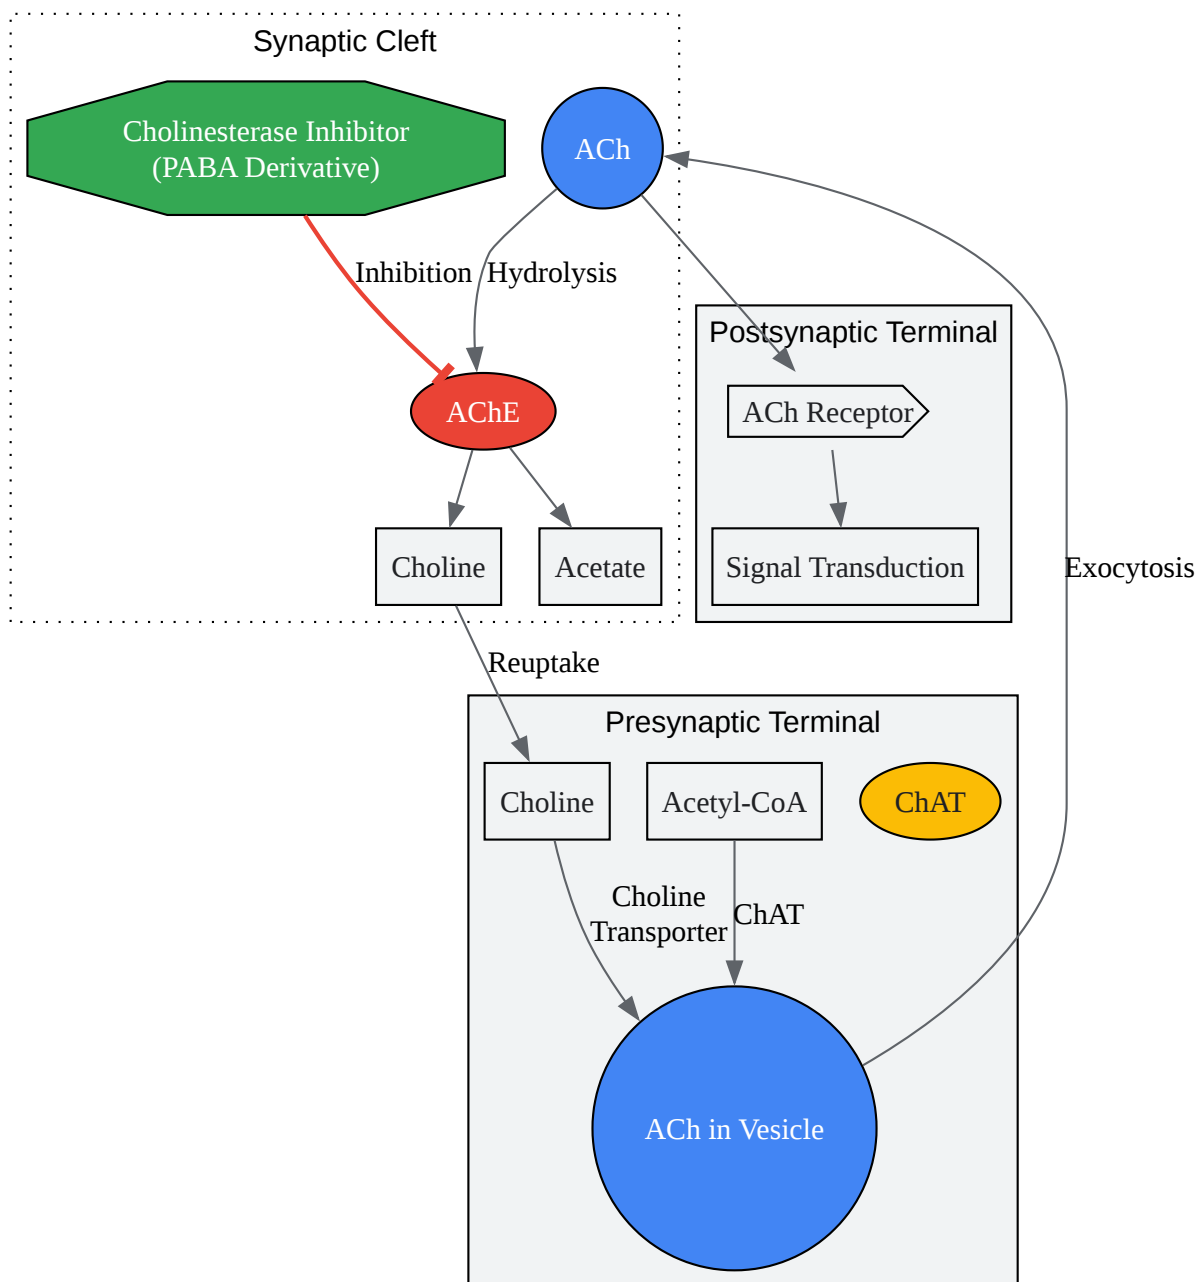 Synaptic Cleft
Cholinesterase Inhibitor
(PABA Derivative)
ACh
Inhibition
Hydrolysis
Postsynaptic Terminal
AChE
ACh Receptor
Choline
Acetate
Signal Transduction
Exocytosis
Reuptake
Presynaptic Terminal
Choline
Acetyl-CoA
ChAT
Choline
Transporter
ChAT
ACh in Vesicle